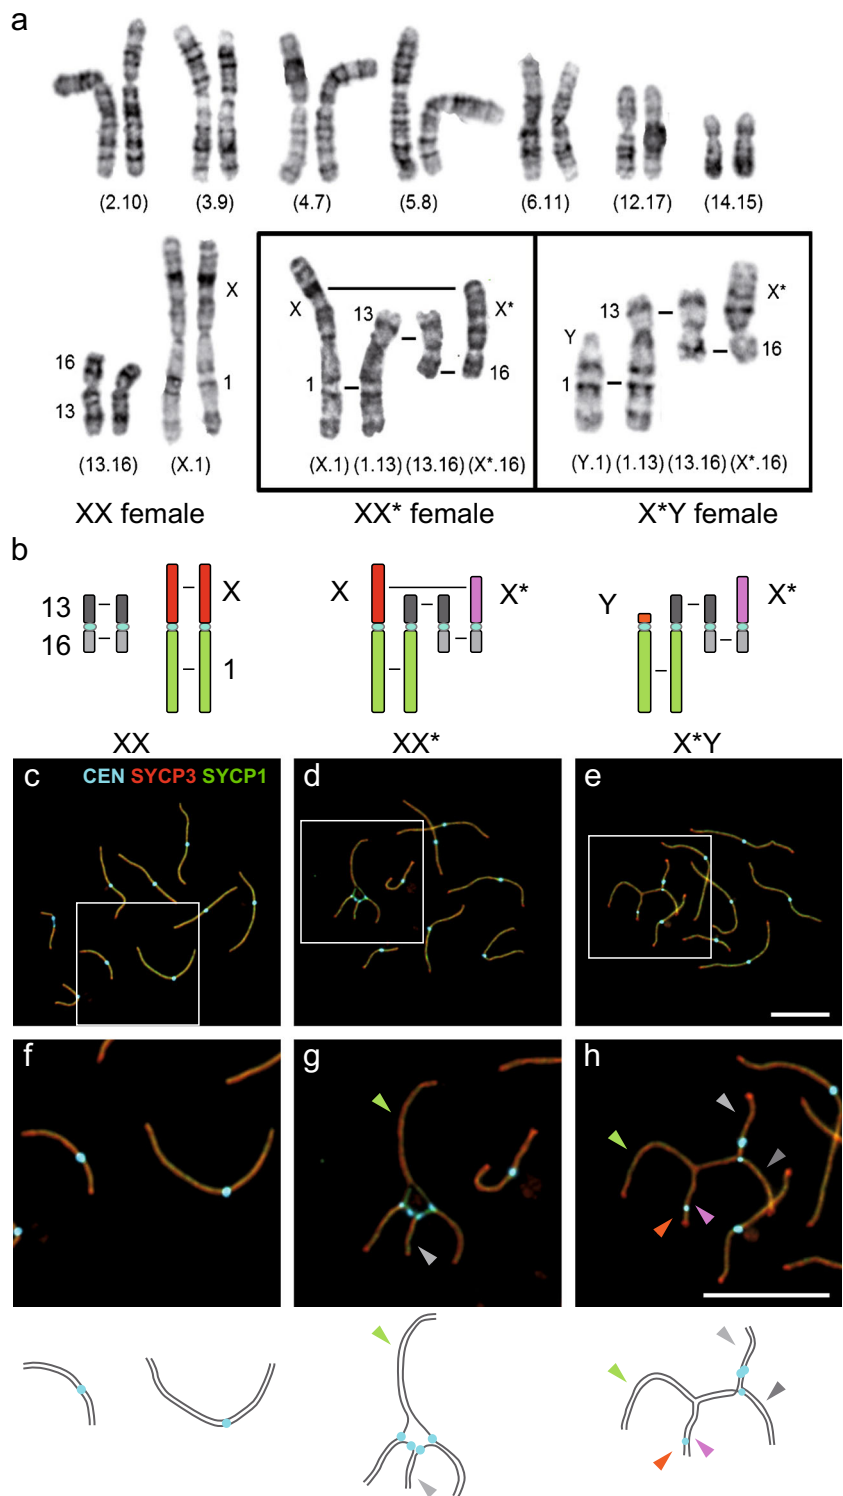 a
(2.10) (3.9) (4.7) (5.8) (6.11) (12.17) (14.15)
X
16
1
13
(13.16) (X.1)
X
13
X*
1
16
(X.1) (1.13) (13.16) (X*.16)
13
X*
Y
16
1
(Y.1) (1.13) (13.16) (X*.16)
XX female XX* female X*Y female
b
13 X
16 1
X X*
Y X*
XX XX* X*Y
c CEN SYCP3 SYCP1 d e
f g h